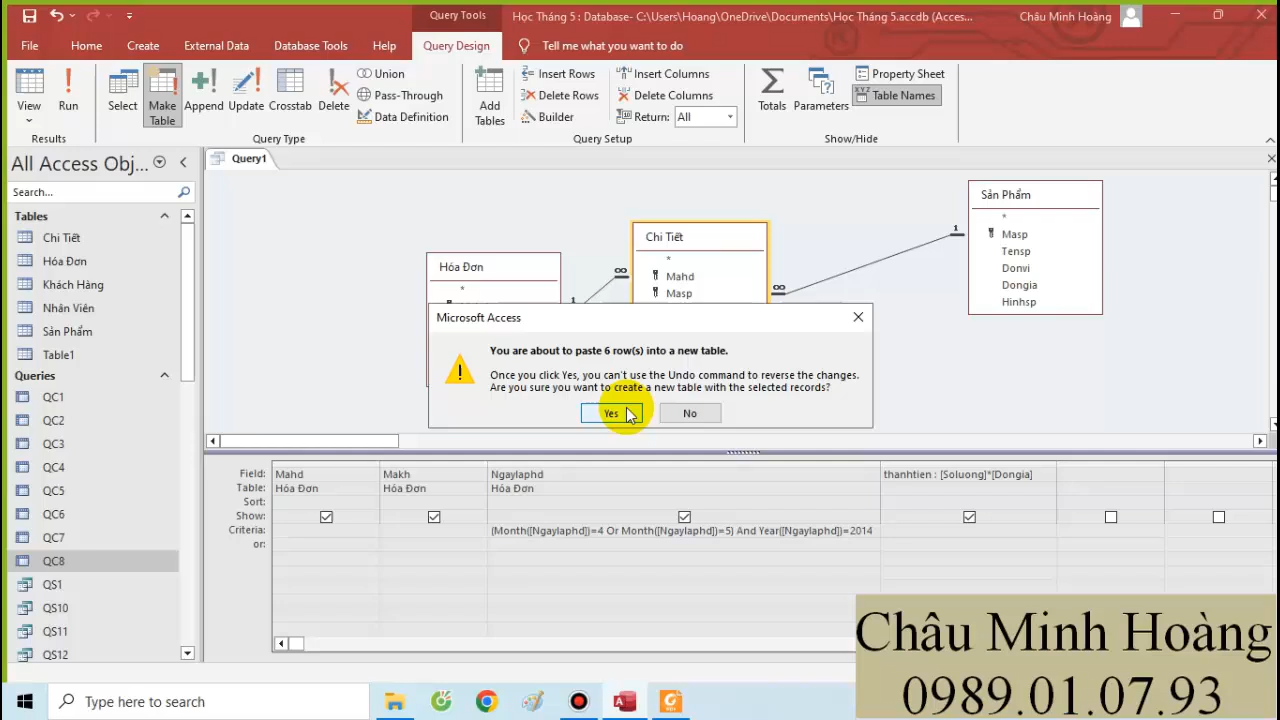 Query Tools
Học Tháng 5 : Database- C:\Users\Hoang\OneDrive\Documents\Học Tháng 5.accdb (Acces...
Châu Minh Hoàng
File Home Create External Data Database Tools Help Query Design Tell me what you want to do
View
Run
Select
Make Table
Append
Update
Crosstab
Delete
Union
Pass-Through
Data Definition
Add Tables
Insert Rows
Delete Rows
Builder
Insert Columns
Delete Columns
Return: All
Totals
Parameters
Property Sheet
XYZ Table Names
Results
Query Type
Query Setup
Show/Hide
All Access Obj...
Search...
Tables
Chi Tiết
Hóa Đơn
Khách Hàng
Nhân Viên
Sản Phẩm
Table1
Queries
QC1
QC2
QC3
QC4
QC5
QC6
QC7
QC8
QS1
QS10
QS11
QS12
Query1
Hóa Đơn
*
1
∞
Chi Tiết
*
Mahd
Masp
∞
1
Sản Phẩm
*
Masp
Tensp
Donvi
Dongia
Hinhsp
Microsoft Access
You are about to paste 6 row(s) into a new table.
Once you click Yes, you can't use the Undo command to reverse the changes.
Are you sure you want to create a new table with the selected records?
Yes No
Field: Mahd Makh Ngaylaphd thanhtien : [Soluong]*[Dongia]
Table: Hóa Đơn Hóa Đơn Hóa Đơn
Sort:
Show:
Criteria: (Month([Ngaylaphd])=4 Or Month([Ngaylaphd])=5) And Year([Ngaylaphd])=2014
or:
Châu Minh Hoàng
0989.01.07.93
Type here to search